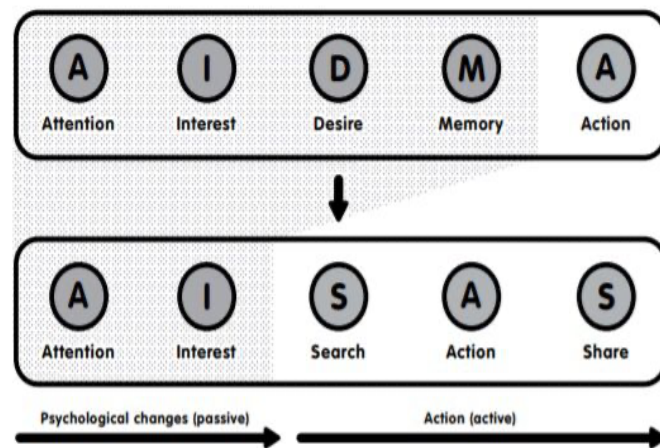 A I D M A
Attention Interest Desire Memory Action
A I S A S
Attention Interest Search Action Share
Psychological changes (passive) Action (active)